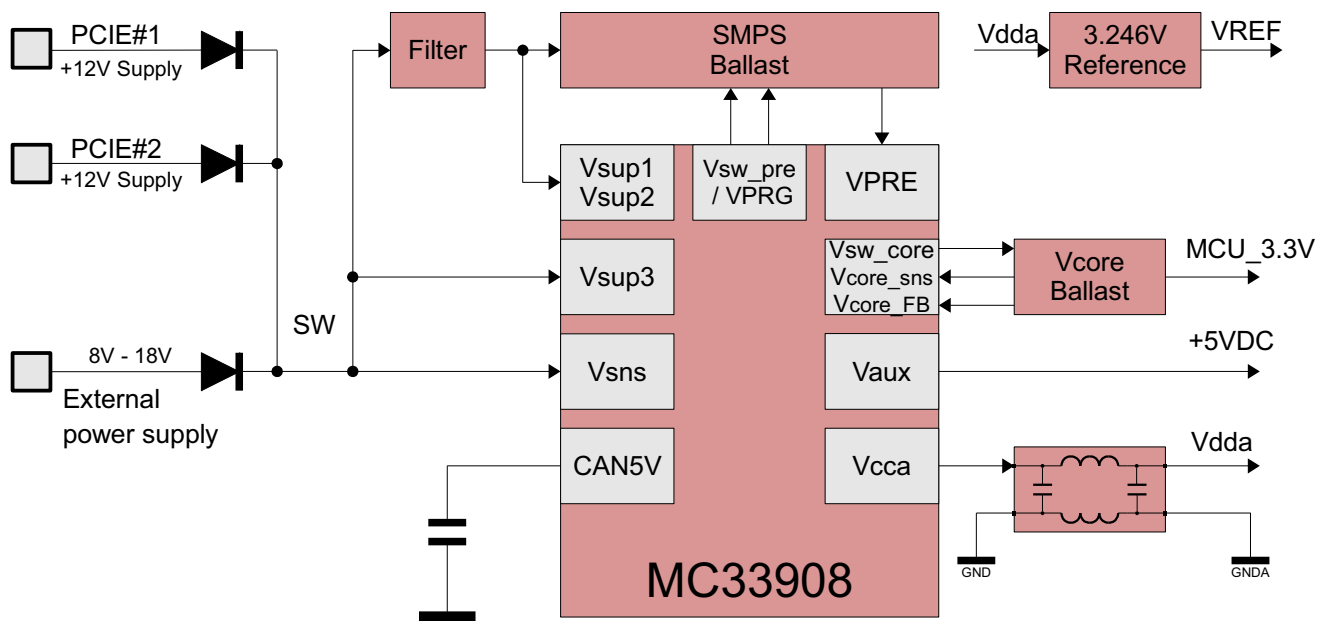 PCIE#1
+12V Supply
Filter
SMPS
Ballast
Vdda
3.246V
Reference
VREF
PCIE#2
+12V Supply
Vsup1
Vsup2
Vsw_pre
/ VPRG
VPRE
Vsup3
Vsw_core
Vcore_sns
Vcore_FB
Vcore
Ballast
MCU_3.3V
SW
8V - 18V
External
power supply
Vsns
Vaux
+5VDC
CAN5V
Vcca
Vdda
GND
GNDA
MC33908